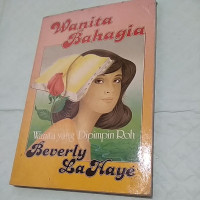 Wanita
Bahagia
Wanita yang Dipimpin Roh
Beverly
LaHaye